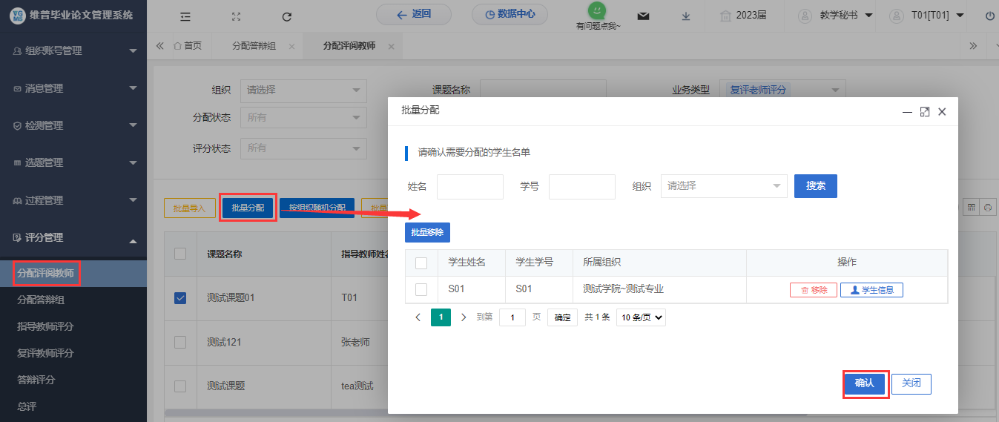 维普毕业论文管理系统
返回
数据中心
有问题点我~
2023届
教学秘书
T01[T01]
组织账号管理
消息管理
检测管理
选题管理
过程管理
评分管理
分配评阅教师
分配答辩组
指导教师评分
复评教师评分
答辩评分
总评
首页
分配答辩组
分配评阅教师
组织
请选择
课题名称
业务类型
复评老师评分
分配状态
所有
评分状态
所有
批量导入
批量分配
按组织随机分配
课题名称
指导教师姓名
测试课题01
T01
测试121
张老师
测试课题
tea测试
批量分配
请确认需要分配的学生名单
姓名
学号
组织
请选择
搜索
批量移除
学生姓名
学生学号
所属组织
操作
S01
S01
测试学院~测试专业
移除
学生信息
1
到第
1
页
确定
共 1 条
10 条/页
确认
关闭